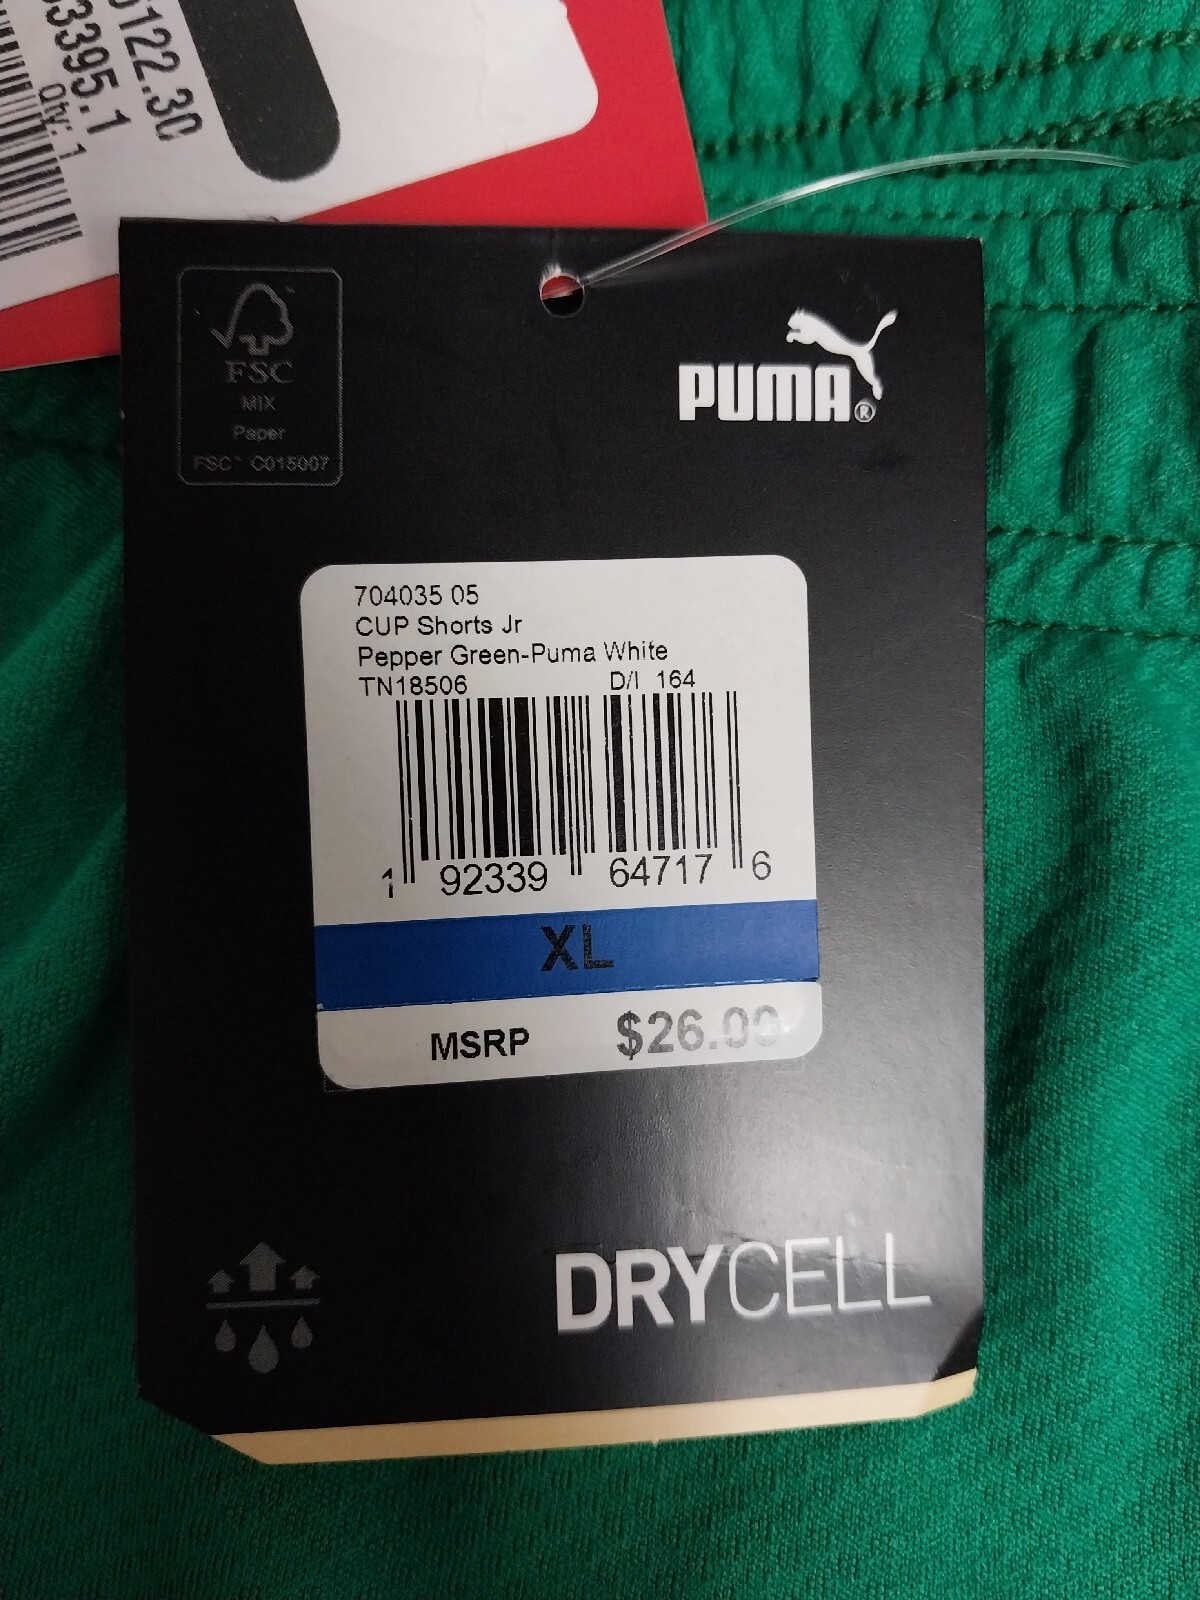 0122.30
3395.1
Qty: 1
FSC
MIX
Paper
FSC™ C015007
PUMA®
704035 05
CUP Shorts Jr
Pepper Green-Puma White
TN18506 D/I 164
1 92339 64717 6
XL
MSRP $26.00
DRYCELL